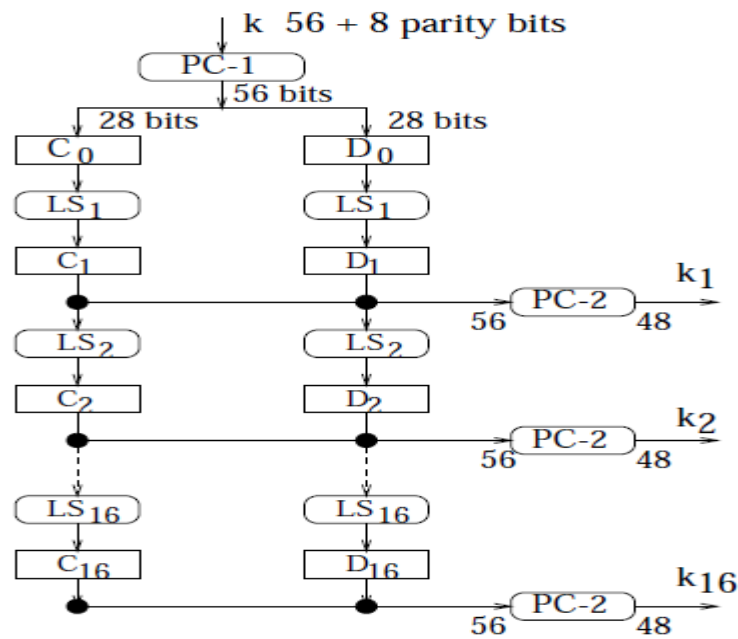 k 56 + 8 parity bits
PC-1
56 bits
28 bits 28 bits
C0 D0
LS1 LS1
C1 D1
k1
56 PC-2 48
LS2 LS2
C2 D2
k2
56 PC-2 48
LS16 LS16
C16 D16
k16
56 PC-2 48